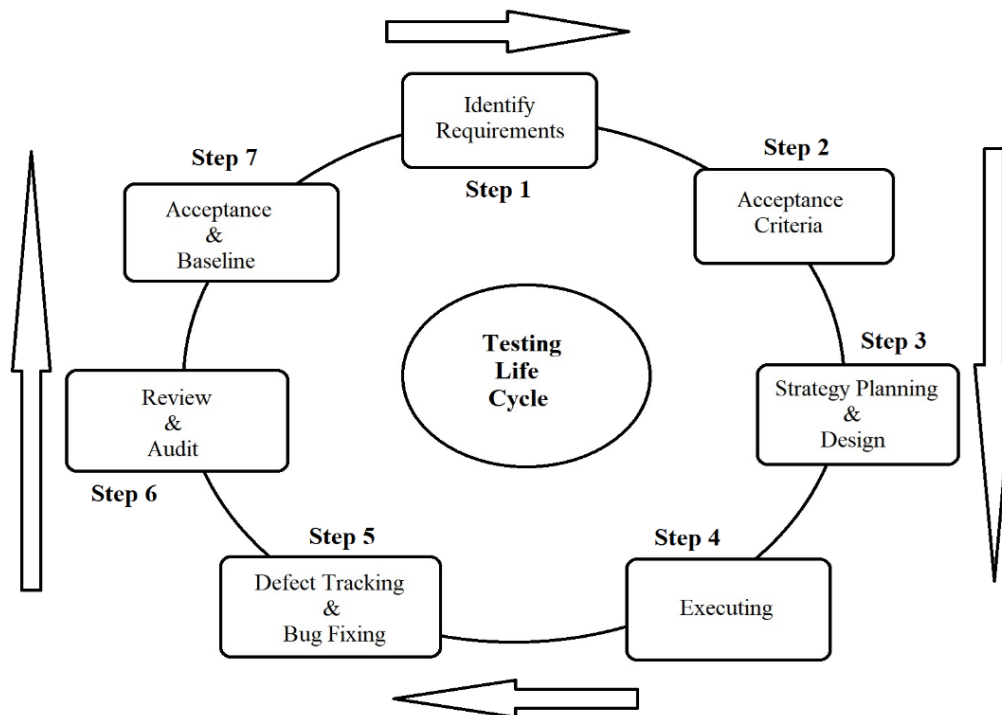 Identify
Requirements
Step 1
Step 2
Acceptance
Criteria
Step 3
Strategy Planning
&
Design
Step 4
Executing
Step 5
Defect Tracking
&
Bug Fixing
Review
&
Audit
Step 6
Step 7
Acceptance
&
Baseline
Testing
Life
Cycle